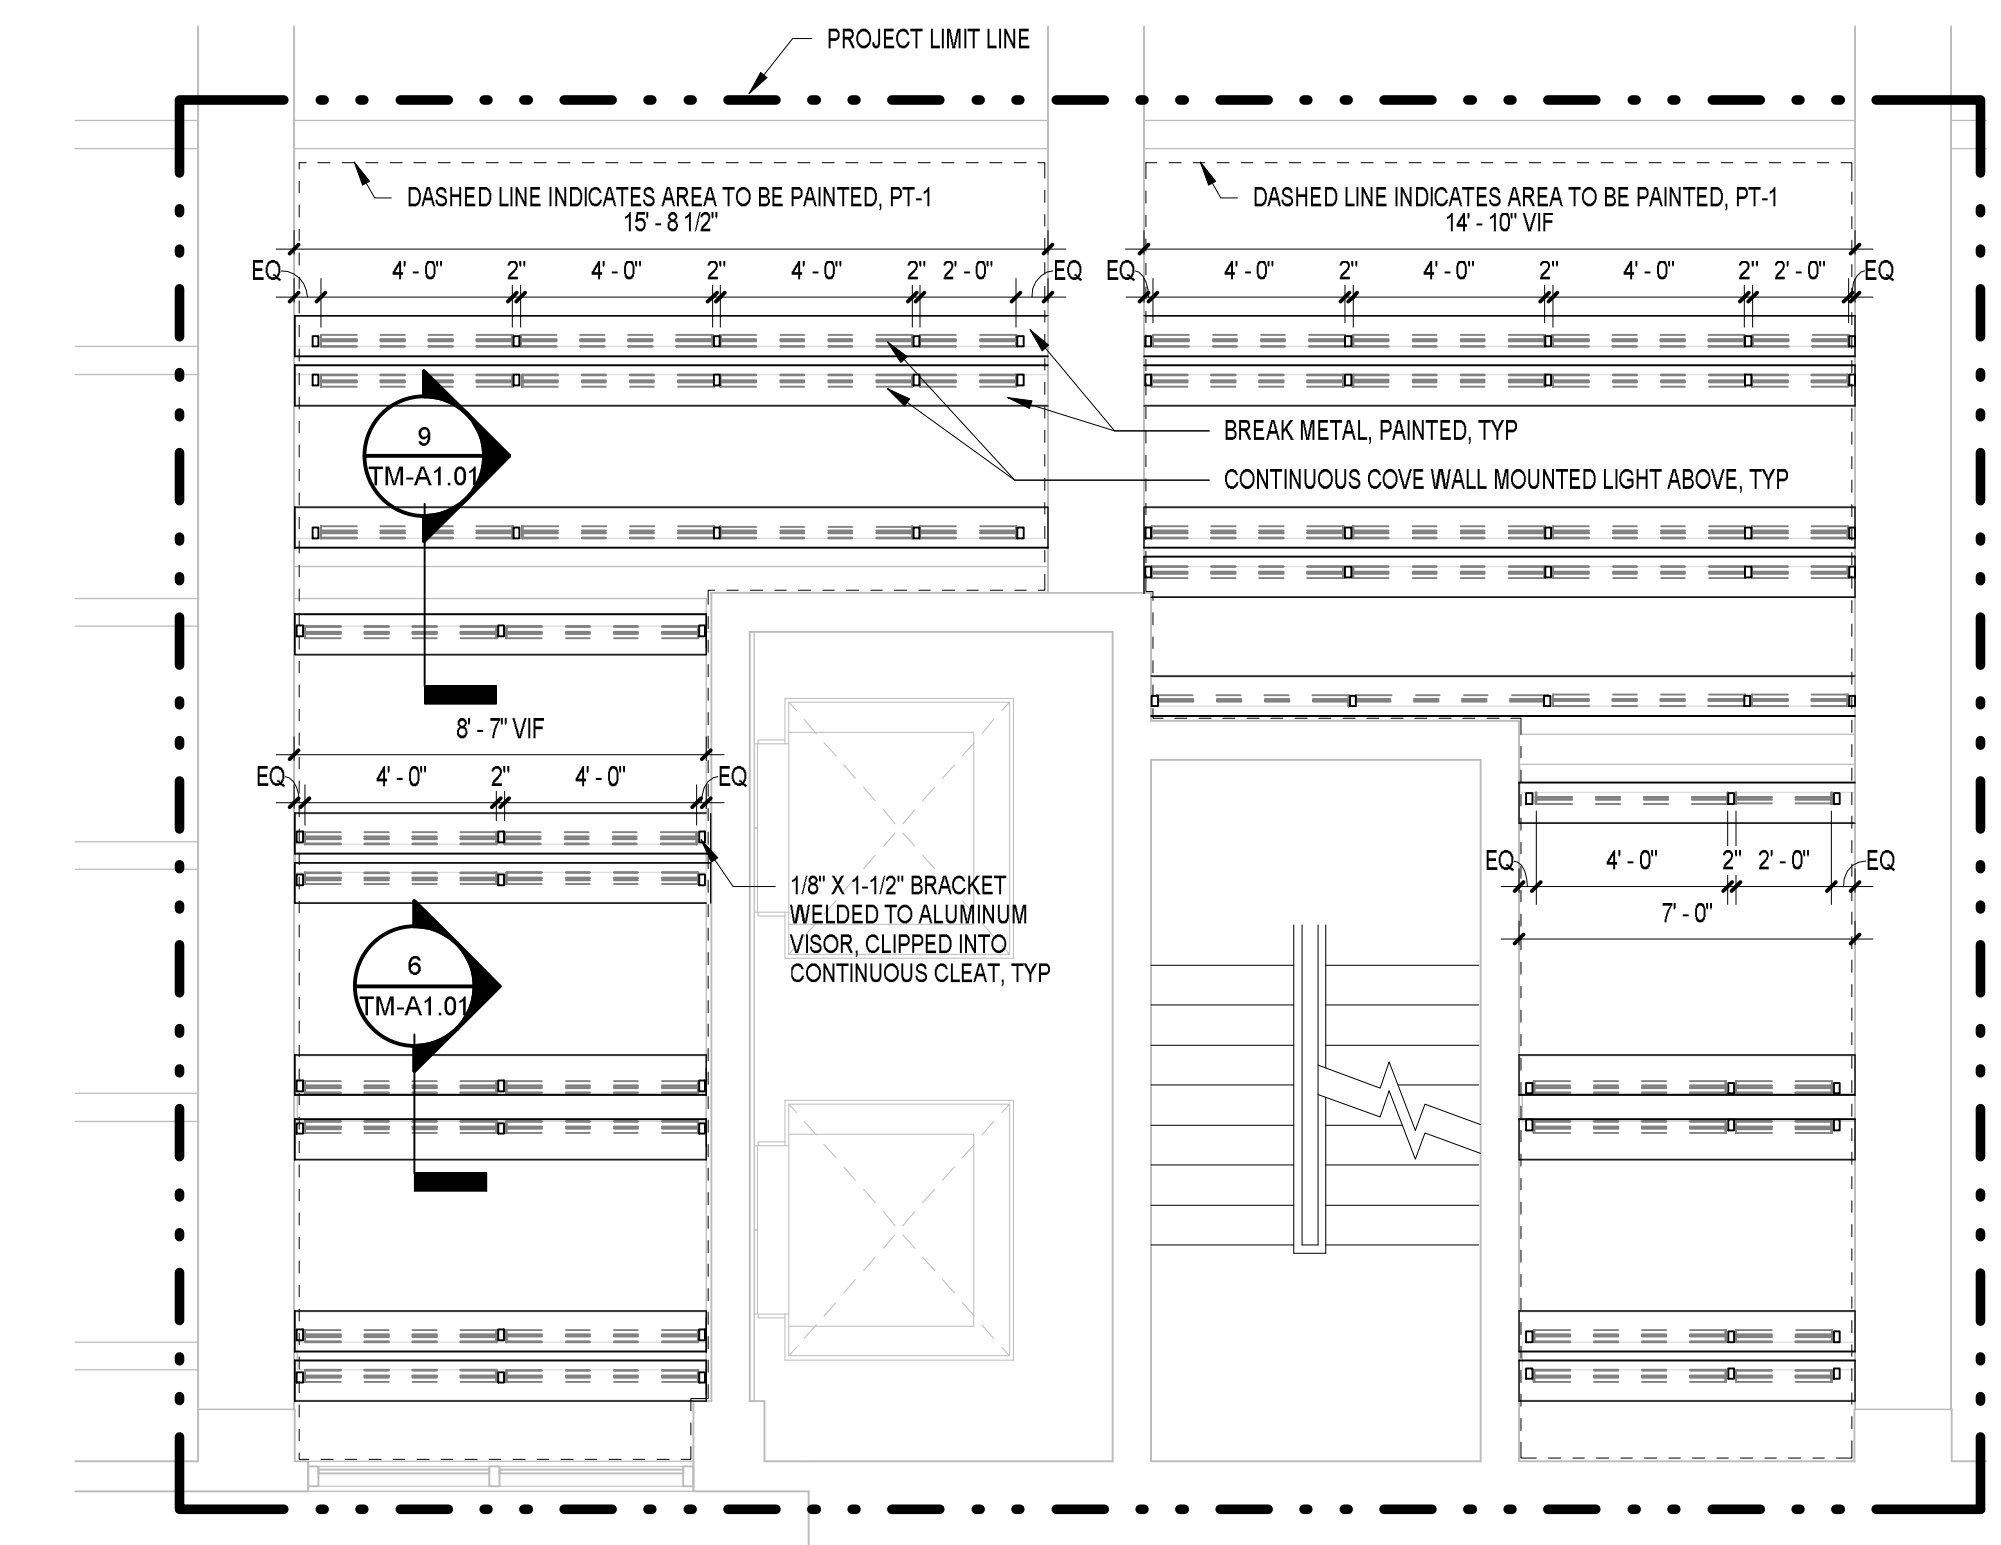 PROJECT LIMIT LINE
DASHED LINE INDICATES AREA TO BE PAINTED, PT-1
DASHED LINE INDICATES AREA TO BE PAINTED, PT-1
15' - 8 1/2"
14' - 10" VIF
EQ 4' - 0" 2" 4' - 0" 2" 4' - 0" 2" 2' - 0" EQ
EQ 4' - 0" 2" 4' - 0" 2" 4' - 0" 2" 2' - 0" EQ
BREAK METAL, PAINTED, TYP
9
TM-A1.01
CONTINUOUS COVE WALL MOUNTED LIGHT ABOVE, TYP
8' - 7" VIF
EQ 4' - 0" 2" 4' - 0" EQ
EQ 4' - 0" 2" 2' - 0" EQ
7' - 0"
1/8" X 1-1/2" BRACKET
WELDED TO ALUMINUM
VISOR, CLIPPED INTO
CONTINUOUS CLEAT, TYP
6
TM-A1.01